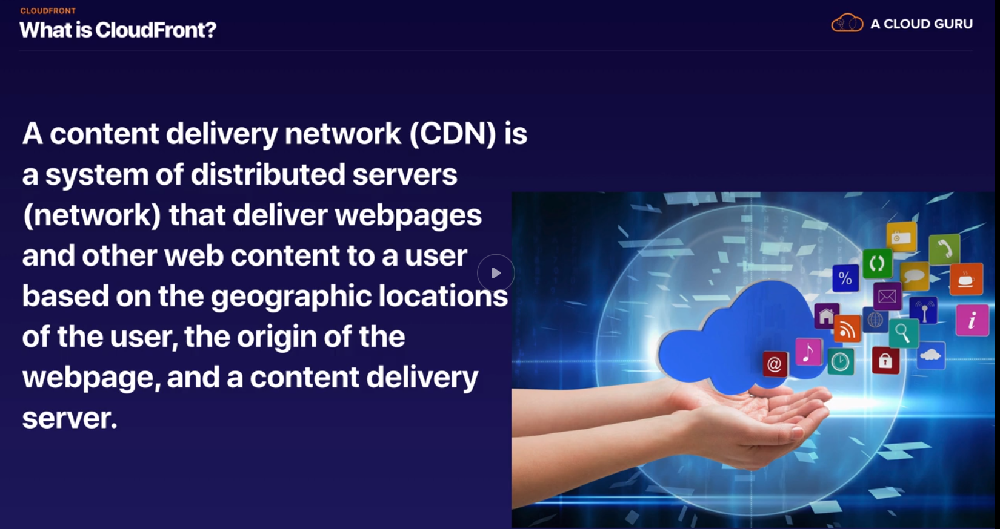 CLOUDFRONT
What is CloudFront?
A CLOUD GURU
A content delivery network (CDN) is
a system of distributed servers
(network) that deliver webpages
and other web content to a user
based on the geographic locations
of the user, the origin of the
webpage, and a content delivery
server.
%
i
@